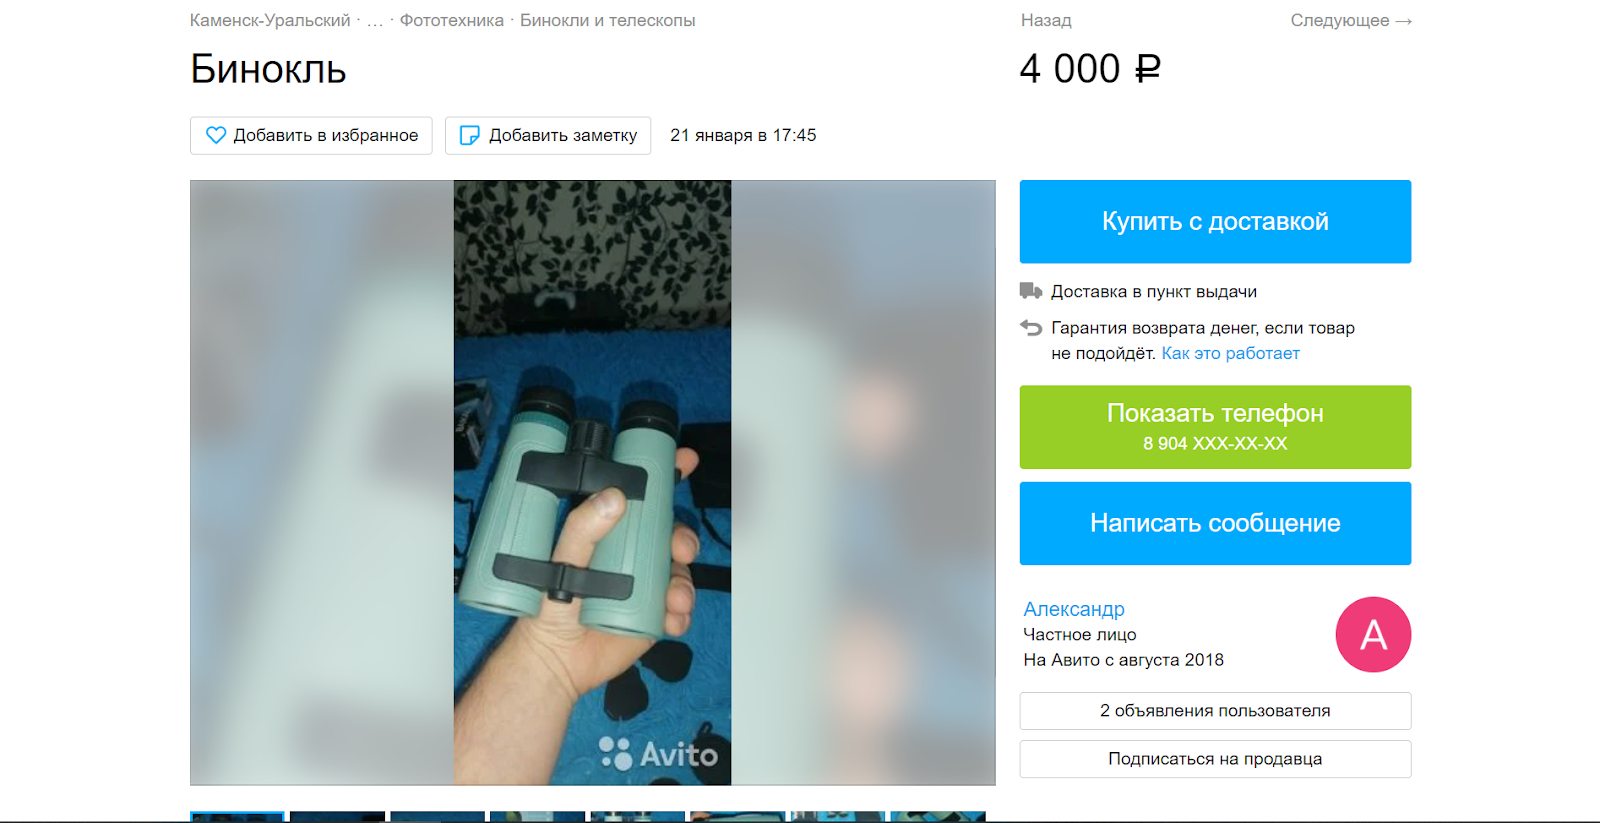 Каменск-Уральский · … · Фототехника · Бинокли и телескопы
Назад
Следующее →
Бинокль
4 000 ₽
Добавить в избранное
Добавить заметку
21 января в 17:45
Купить с доставкой
Доставка в пункт выдачи
Гарантия возврата денег, если товар
не подойдёт. Как это работает
Показать телефон
8 904 XXX-XX-XX
Написать сообщение
Александр
Частное лицо
На Авито с августа 2018
А
2 объявления пользователя
Подписаться на продавца
Avito